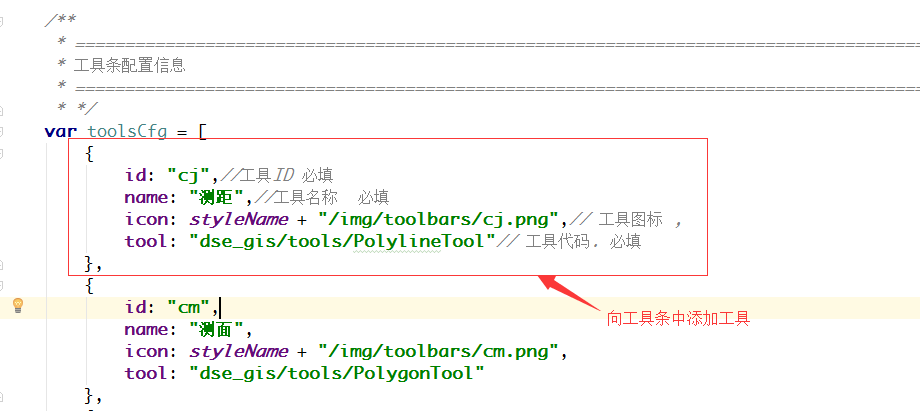 /**
* ====================================================================================
* 工具条配置信息
* ====================================================================================
* */
var toolsCfg = [
{
id: "cj",//工具ID 必填
name: "测距",//工具名称  必填
icon: styleName + "/img/toolbars/cj.png",// 工具图标 ,
tool: "dse_gis/tools/PolylineTool"// 工具代码. 必填
},
{
id: "cm",
向工具条中添加工具
name: "测面",
icon: styleName + "/img/toolbars/cm.png",
tool: "dse_gis/tools/PolygonTool"
},